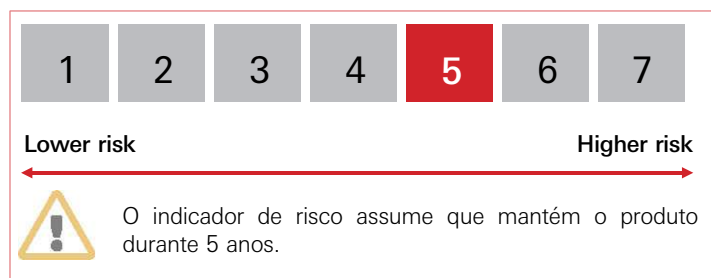 1 2 3 4 5 6 7
Lower risk Higher risk
O indicador de risco assume que mantém o produto
durante 5 anos.